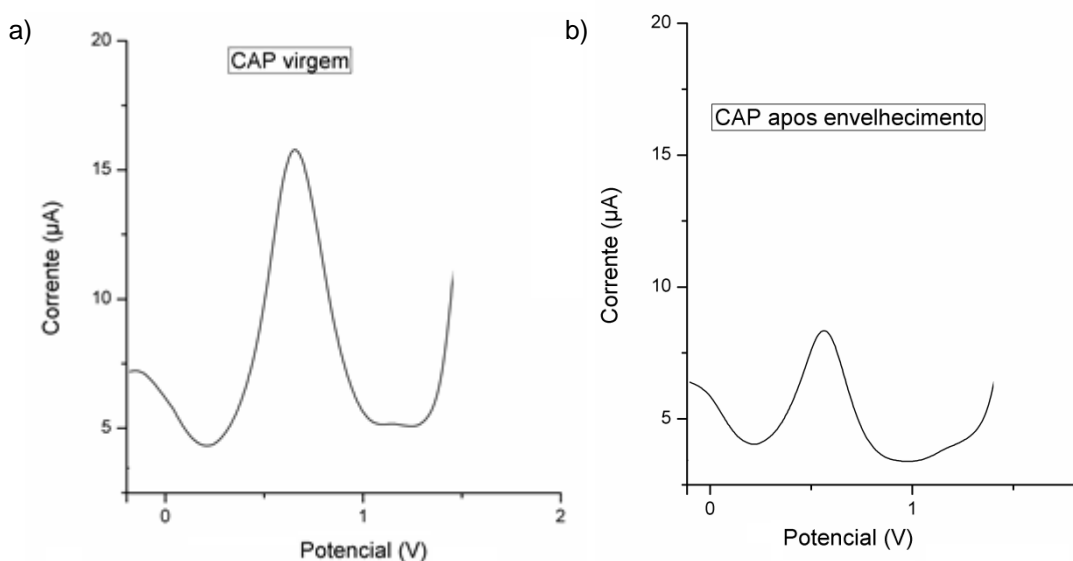 a)
CAP virgem
20
15
10
5
0
1
2
Corrente (µA)
Potencial (V)
b)
CAP apos envelhecimento
20
15
10
5
0
1
Corrente (µA)
Potencial (V)